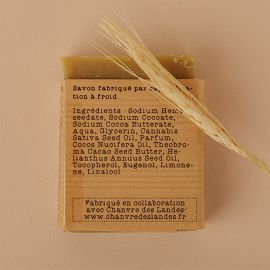 Savon fabriqué par
tion à froid.
Ingrédients : Sodium Hemp
seedate, Sodium Cocoate,
Sodium Cocoa Butterate,
Aqua, Glycerin, Cannabis
Sativa Seed Oil, Parfum,
Cocos Nucifera Oil, Theobro-
ma Cacao Seed Butter, He-
lianthus Annuus Seed Oil,
Tocopherol, Eugenol, Limone-
ne, Linalool
Fabriqué en collaboration
avec Chanvre des Landes
www.chanvredeslandes.fr